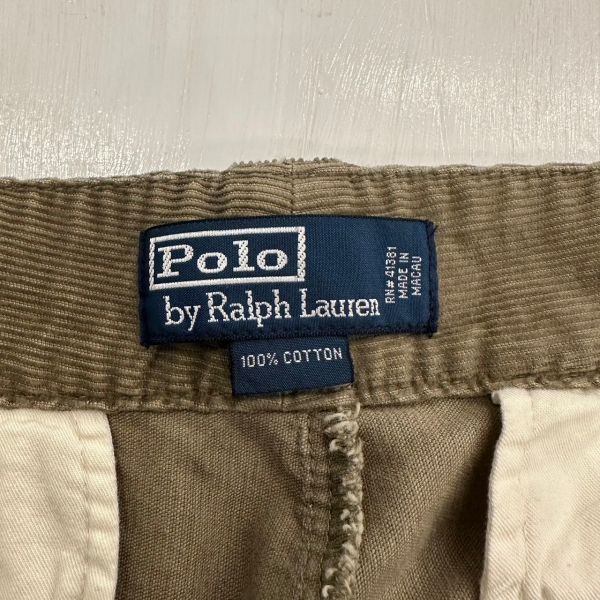 Polo
by Ralph Lauren
RN# 41381
MADE IN
MACAU
100% COTTON